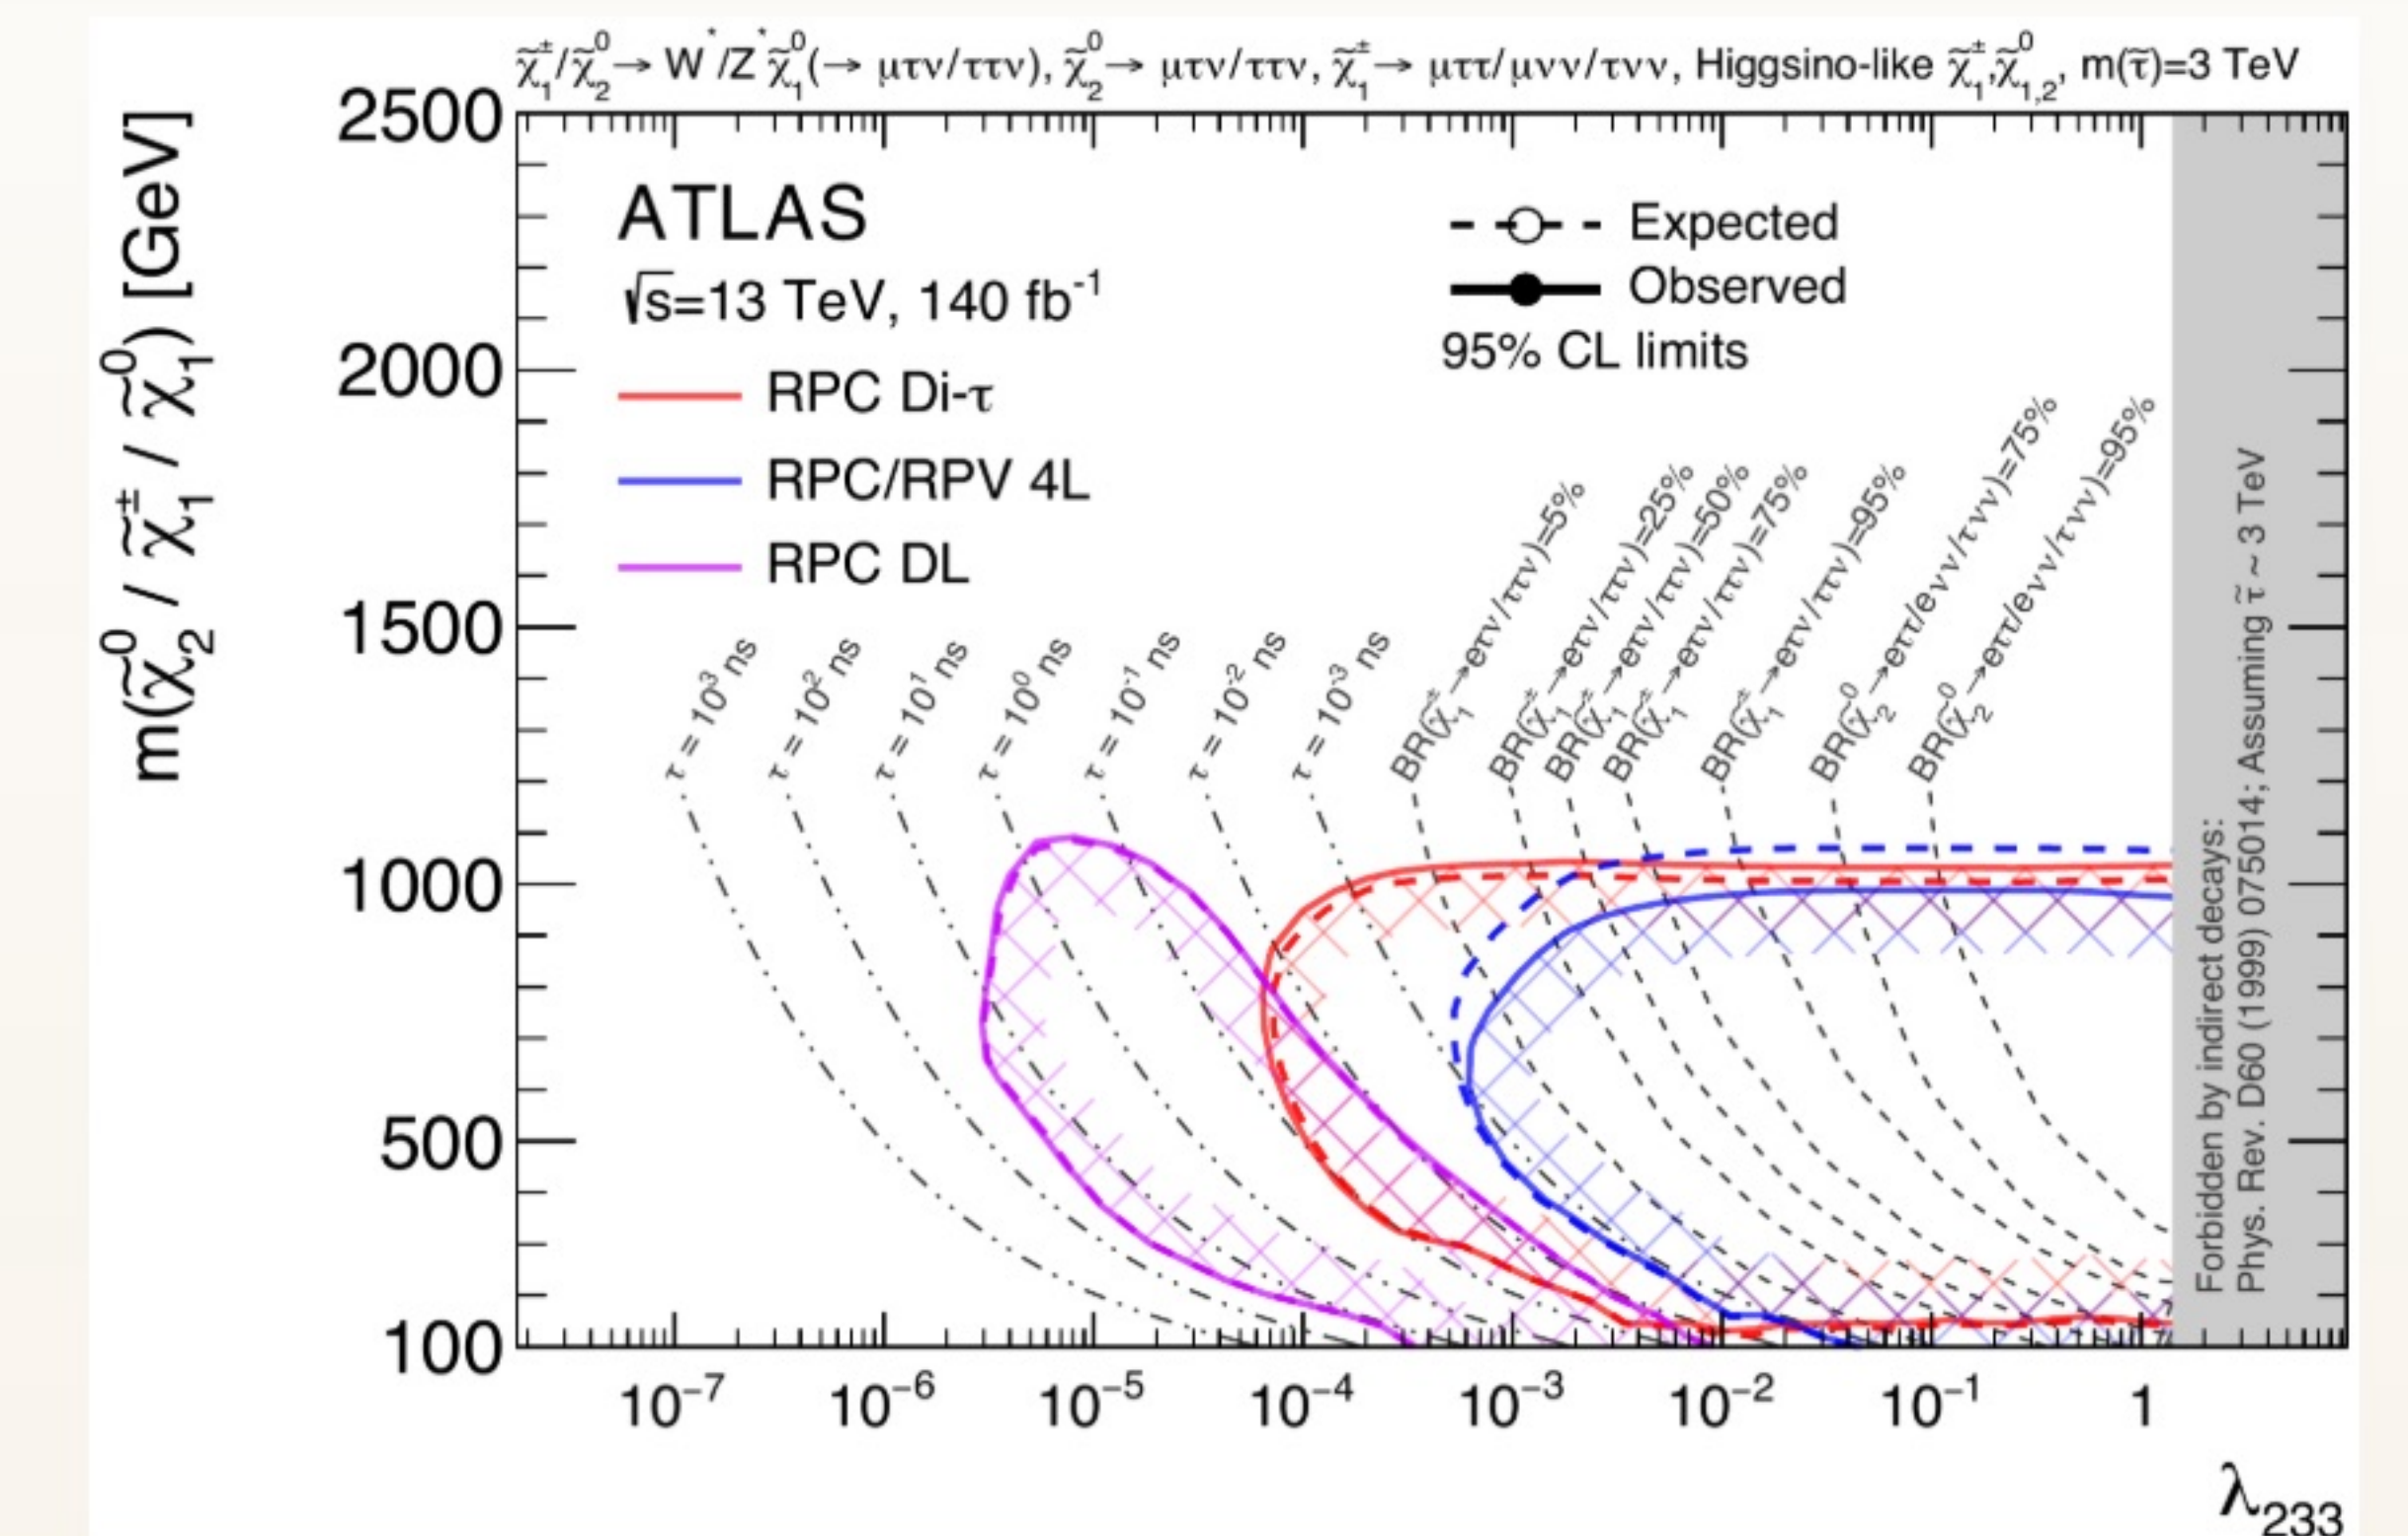 χ̃₁^±/χ̃₂⁰→ W*/Z*χ̃₁⁰(→ μτν/ττν), χ̃₂⁰→ μτν/ττν, χ̃₁^±→ μττ/μνν/τνν, Higgsino-like χ̃₁^±,χ̃₁,₂⁰, m(τ̃)=3 TeV
m(χ̃₂⁰ / χ̃₁^± / χ̃₁⁰) [GeV]
2500
2000
1500
1000
500
100
ATLAS
√s=13 TeV, 140 fb⁻¹
RPC Di-τ
RPC/RPV 4L
RPC DL
Expected
Observed
95% CL limits
τ = 10³ ns
τ = 10² ns
τ = 10¹ ns
τ = 10⁰ ns
τ = 10⁻¹ ns
τ = 10⁻² ns
τ = 10⁻³ ns
BR(χ̃₁^±→eτν/ττν)=5%
BR(χ̃₁^±→eτν/ττν)=25%
BR(χ̃₁^±→eτν/ττν)=50%
BR(χ̃₁^±→eτν/ττν)=75%
BR(χ̃₁^±→eτν/ττν)=95%
BR(χ̃₂⁰→eττ/eνν/τνν)=75%
BR(χ̃₂⁰→eττ/eνν/τνν)=95%
Forbidden by indirect decays:
Phys. Rev. D60 (1999) 075014; Assuming τ̃ ~ 3 TeV
10⁻⁷
10⁻⁶
10⁻⁵
10⁻⁴
10⁻³
10⁻²
10⁻¹
1
λ₂₃₃